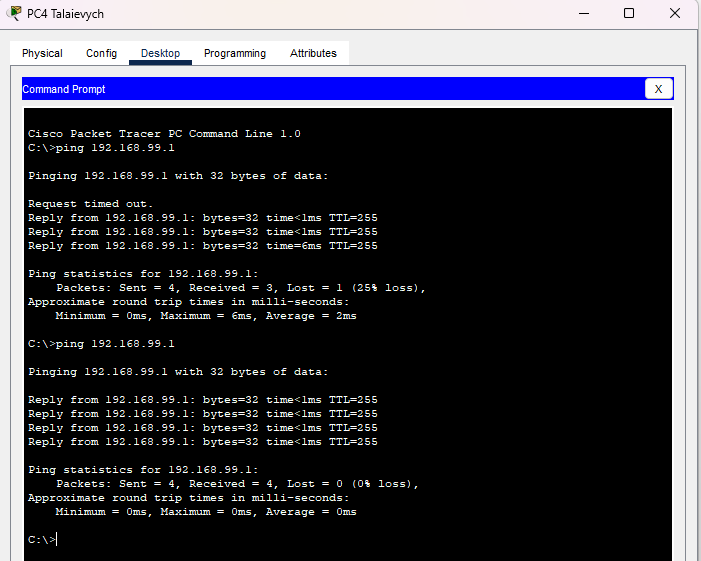 PC4 Talaievych
Physical Config Desktop Programming Attributes
Command Prompt X
Cisco Packet Tracer PC Command Line 1.0
C:\>ping 192.168.99.1
Pinging 192.168.99.1 with 32 bytes of data:
Request timed out.
Reply from 192.168.99.1: bytes=32 time<1ms TTL=255
Reply from 192.168.99.1: bytes=32 time<1ms TTL=255
Reply from 192.168.99.1: bytes=32 time=6ms TTL=255
Ping statistics for 192.168.99.1:
Packets: Sent = 4, Received = 3, Lost = 1 (25% loss),
Approximate round trip times in milli-seconds:
Minimum = 0ms, Maximum = 6ms, Average = 2ms
C:\>ping 192.168.99.1
Pinging 192.168.99.1 with 32 bytes of data:
Reply from 192.168.99.1: bytes=32 time<1ms TTL=255
Reply from 192.168.99.1: bytes=32 time<1ms TTL=255
Reply from 192.168.99.1: bytes=32 time<1ms TTL=255
Reply from 192.168.99.1: bytes=32 time<1ms TTL=255
Ping statistics for 192.168.99.1:
Packets: Sent = 4, Received = 4, Lost = 0 (0% loss),
Approximate round trip times in milli-seconds:
Minimum = 0ms, Maximum = 0ms, Average = 0ms
C:\>